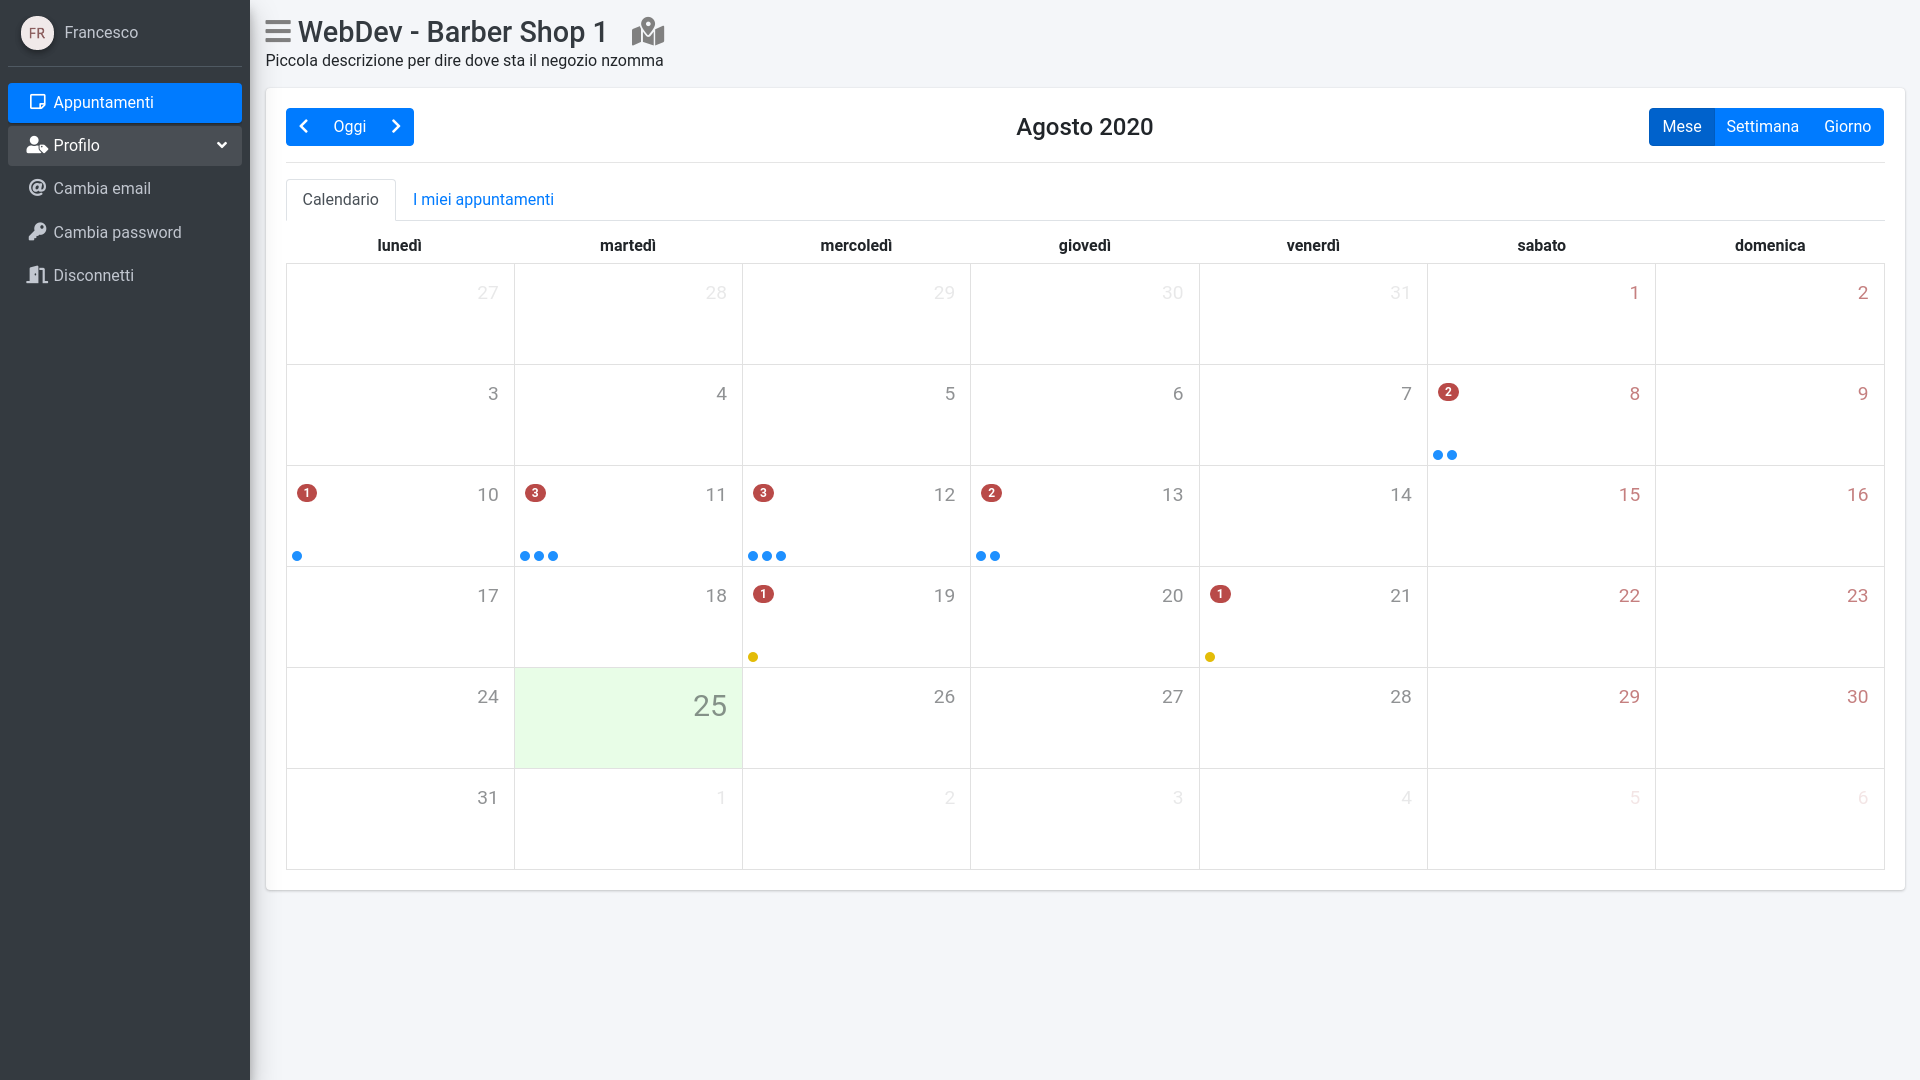 FR Francesco
Appuntamenti
Profilo
Cambia email
Cambia password
Disconnetti
WebDev - Barber Shop 1
Piccola descrizione per dire dove sta il negozio nzomma
Oggi Agosto 2020 Mese Settimana Giorno
Calendario I miei appuntamenti
lunedì martedì mercoledì giovedì venerdì sabato domenica
27 28 29 30 31 1 2
3 4 5 6 7 2 8 9
1 10 3 11 3 12 2 13 14 15 16
17 18 1 19 20 1 21 22 23
24 25 26 27 28 29 30
31 1 2 3 4 5 6